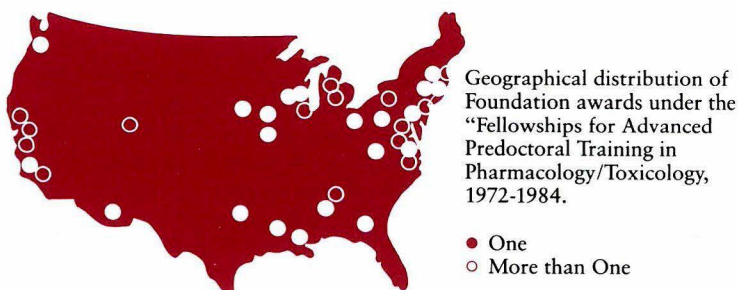 Geographical distribution of
Foundation awards under the
“Fellowships for Advanced
Predoctoral Training in
Pharmacology/Toxicology,
1972-1984.
One
More than One